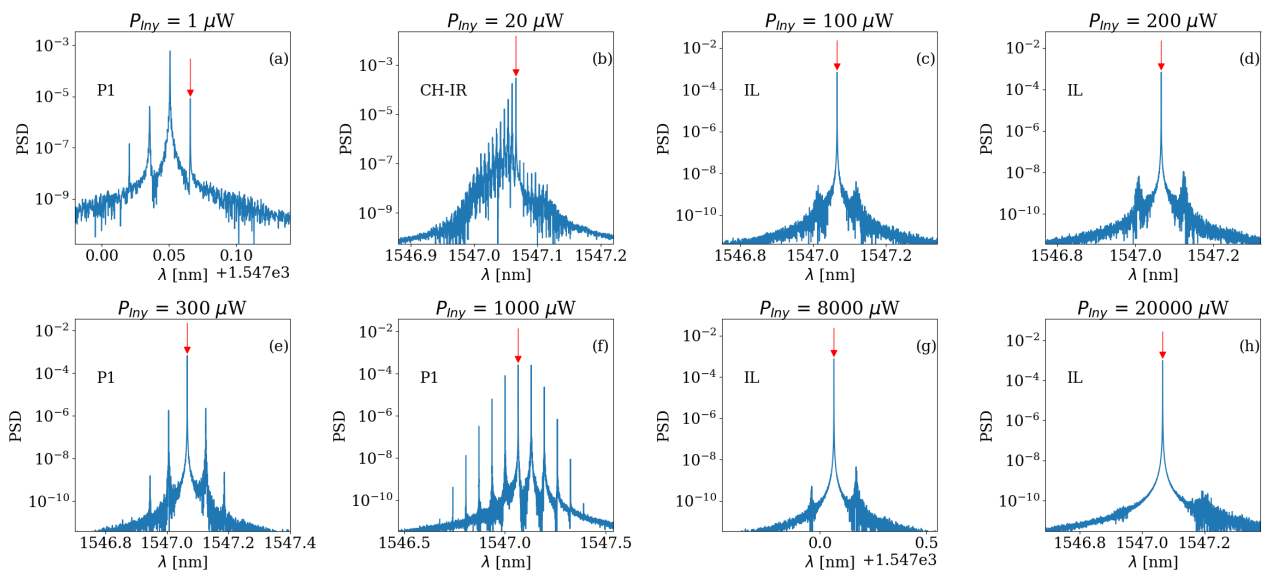 P_Iny = 1 μW
P_Iny = 20 μW
P_Iny = 100 μW
P_Iny = 200 μW
(a)
P1
PSD
10⁻³
10⁻⁵
10⁻⁷
10⁻⁹
0.00 0.05 0.10
λ [nm] +1.547e3
(b)
CH-IR
PSD
10⁻³
10⁻⁵
10⁻⁷
10⁻⁹
1546.9 1547.0 1547.1 1547.2
λ [nm]
(c)
IL
PSD
10⁻²
10⁻⁴
10⁻⁶
10⁻⁸
10⁻¹⁰
1546.8 1547.0 1547.2
λ [nm]
(d)
IL
PSD
10⁻²
10⁻⁴
10⁻⁶
10⁻⁸
10⁻¹⁰
1546.8 1547.0 1547.2
λ [nm]
P_Iny = 300 μW
P_Iny = 1000 μW
P_Iny = 8000 μW
P_Iny = 20000 μW
(e)
P1
PSD
10⁻²
10⁻⁴
10⁻⁶
10⁻⁸
10⁻¹⁰
1546.8 1547.0 1547.2 1547.4
λ [nm]
(f)
P1
PSD
10⁻²
10⁻⁴
10⁻⁶
10⁻⁸
10⁻¹⁰
1546.5 1547.0 1547.5
λ [nm]
(g)
IL
PSD
10⁻²
10⁻⁴
10⁻⁶
10⁻⁸
10⁻¹⁰
0.0 0.5
λ [nm] +1.547e3
(h)
IL
PSD
10⁻²
10⁻⁴
10⁻⁶
10⁻⁸
10⁻¹⁰
1546.8 1547.0 1547.2
λ [nm]